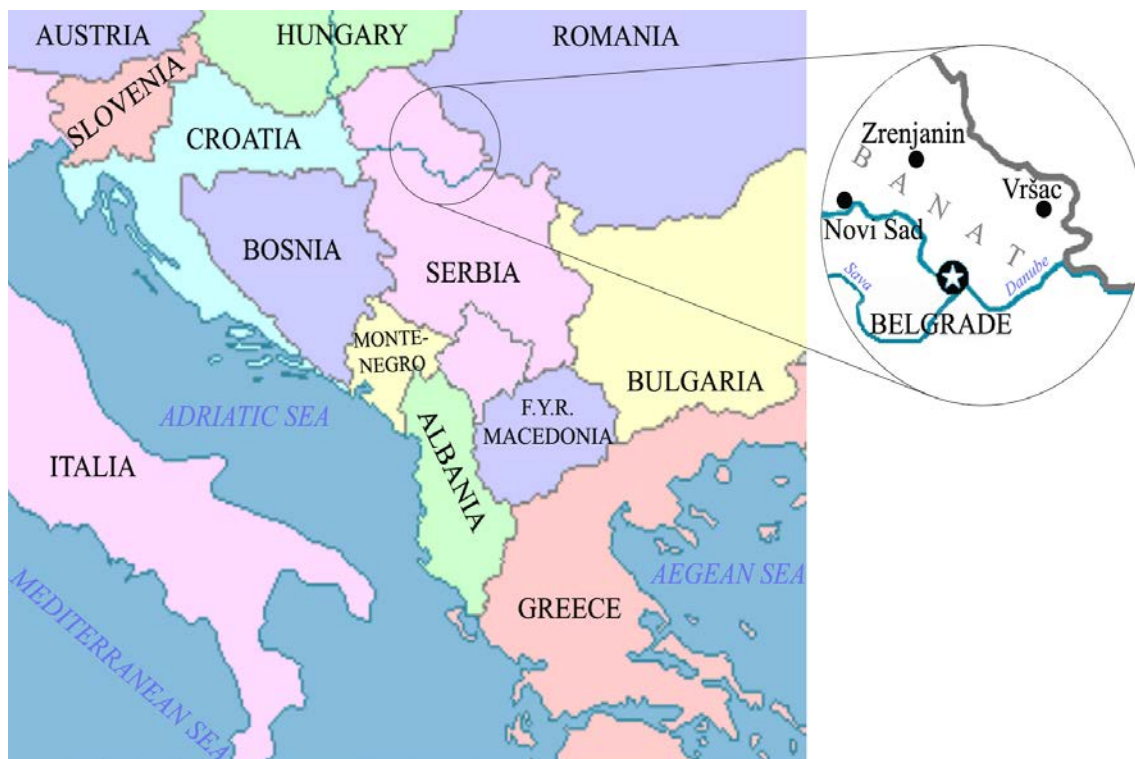 AUSTRIA
HUNGARY
ROMANIA
SLOVENIA
CROATIA
BOSNIA
SERBIA
MONTE-
NEGRO
BULGARIA
F.Y.R.
MACEDONIA
ALBANIA
ADRIATIC SEA
ITALIA
MEDITERRANEAN SEA
GREECE
AEGEAN SEA
Zrenjanin
BANAT
Vršac
Novi Sad
Sava
Danube
BELGRADE